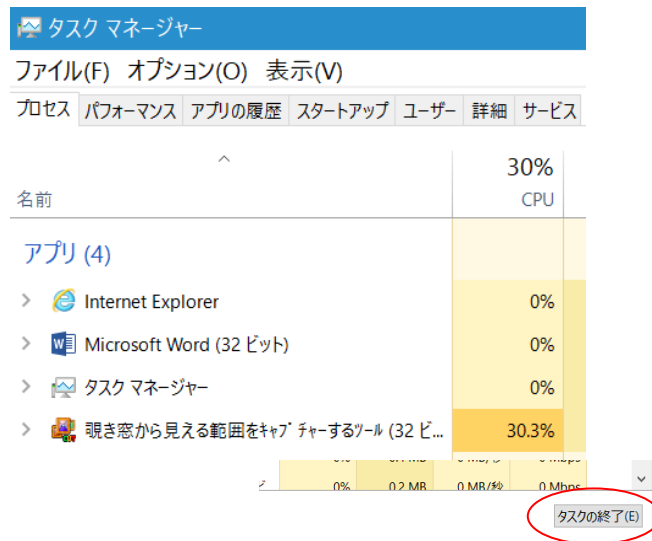 タスク マネージャー
ファイル(F) オプション(O) 表示(V)
プロセス パフォーマンス アプリの履歴 スタートアップ ユーザー 詳細 サービス
30%
名前 CPU
アプリ (4)
Internet Explorer 0%
Microsoft Word (32 ビット) 0%
タスク マネージャー 0%
覗き窓から見える範囲をキャプチャーするツール (32 ビ... 30.3%
0% 0.2 MB 0 MB/秒 0 Mbps
タスクの終了(E)